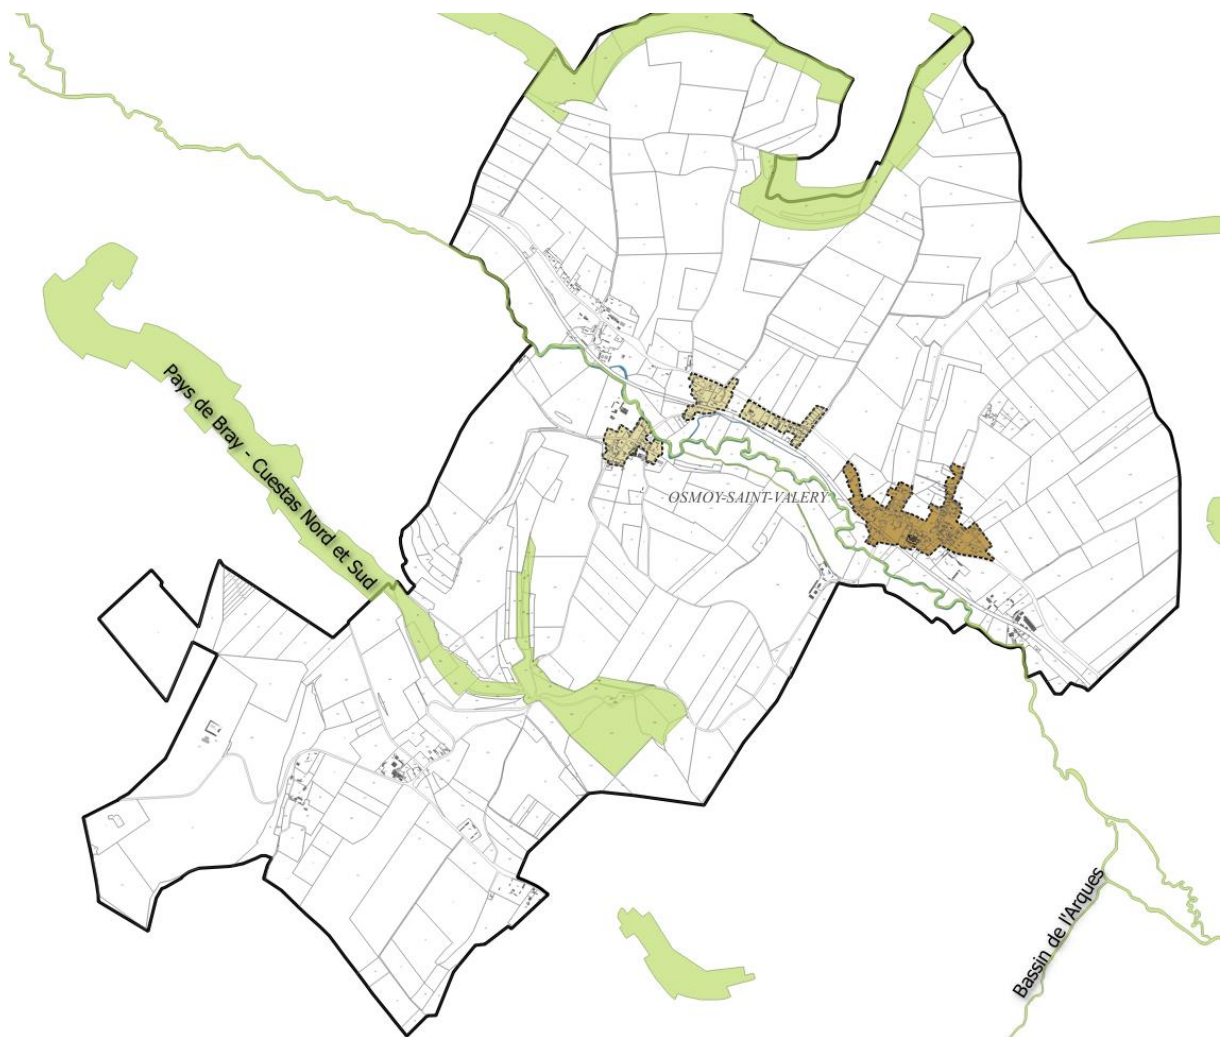 Pays de Bray - Cuestas Nord et Sud
OSMOY-SAINT-VALERY
Bassin de l'Arques